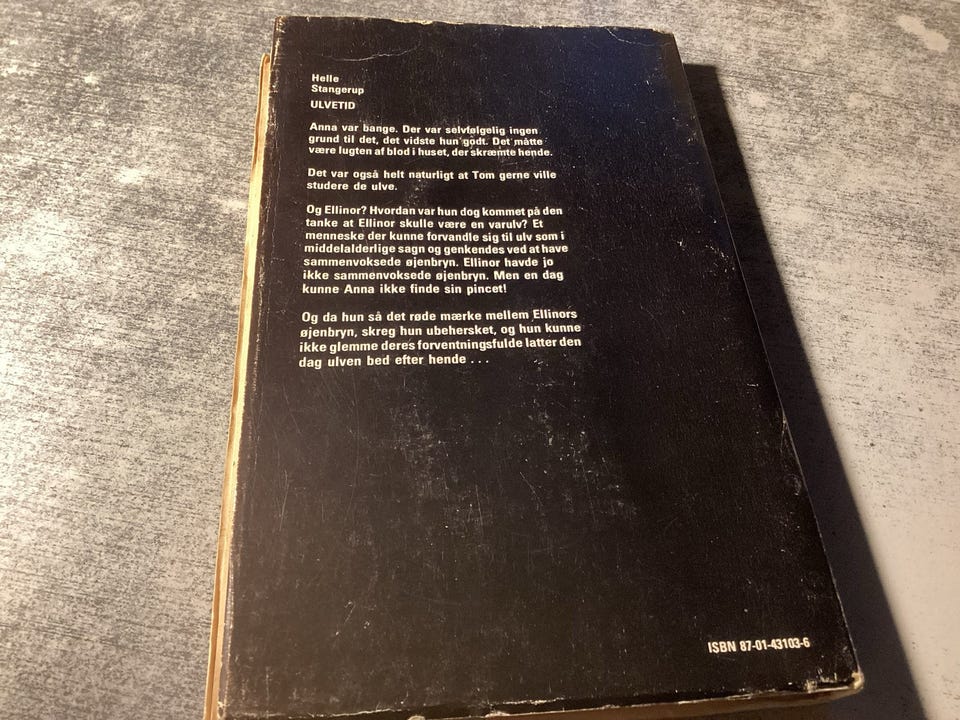 Helle
Stangerup
ULVETID
Anna var bange. Der var selvfølgelig ingen
grund til det, det vidste hun godt. Det måtte
være lugten af blod i huset, der skræmte hende.
Det var også helt naturligt at Tom gerne ville
studere de ulve.
Og Ellinor? Hvordan var hun dog kommet på den
tanke at Ellinor skulle være en varulv? Et
menneske der kunne forvandle sig til ulv som i
middelalderlige sagn og genkendes ved at have
sammenvoksede øjenbryn. Ellinor havde jo
ikke sammenvoksede øjenbryn. Men en dag
kunne Anna ikke finde sin pincet!
Og da hun så det røde mærke mellem Ellinors
øjenbryn, skreg hun ubehersket, og hun kunne
ikke glemme deres forventningsfulde latter den
dag ulven bed efter hende . . .
ISBN 87-01-43103-6